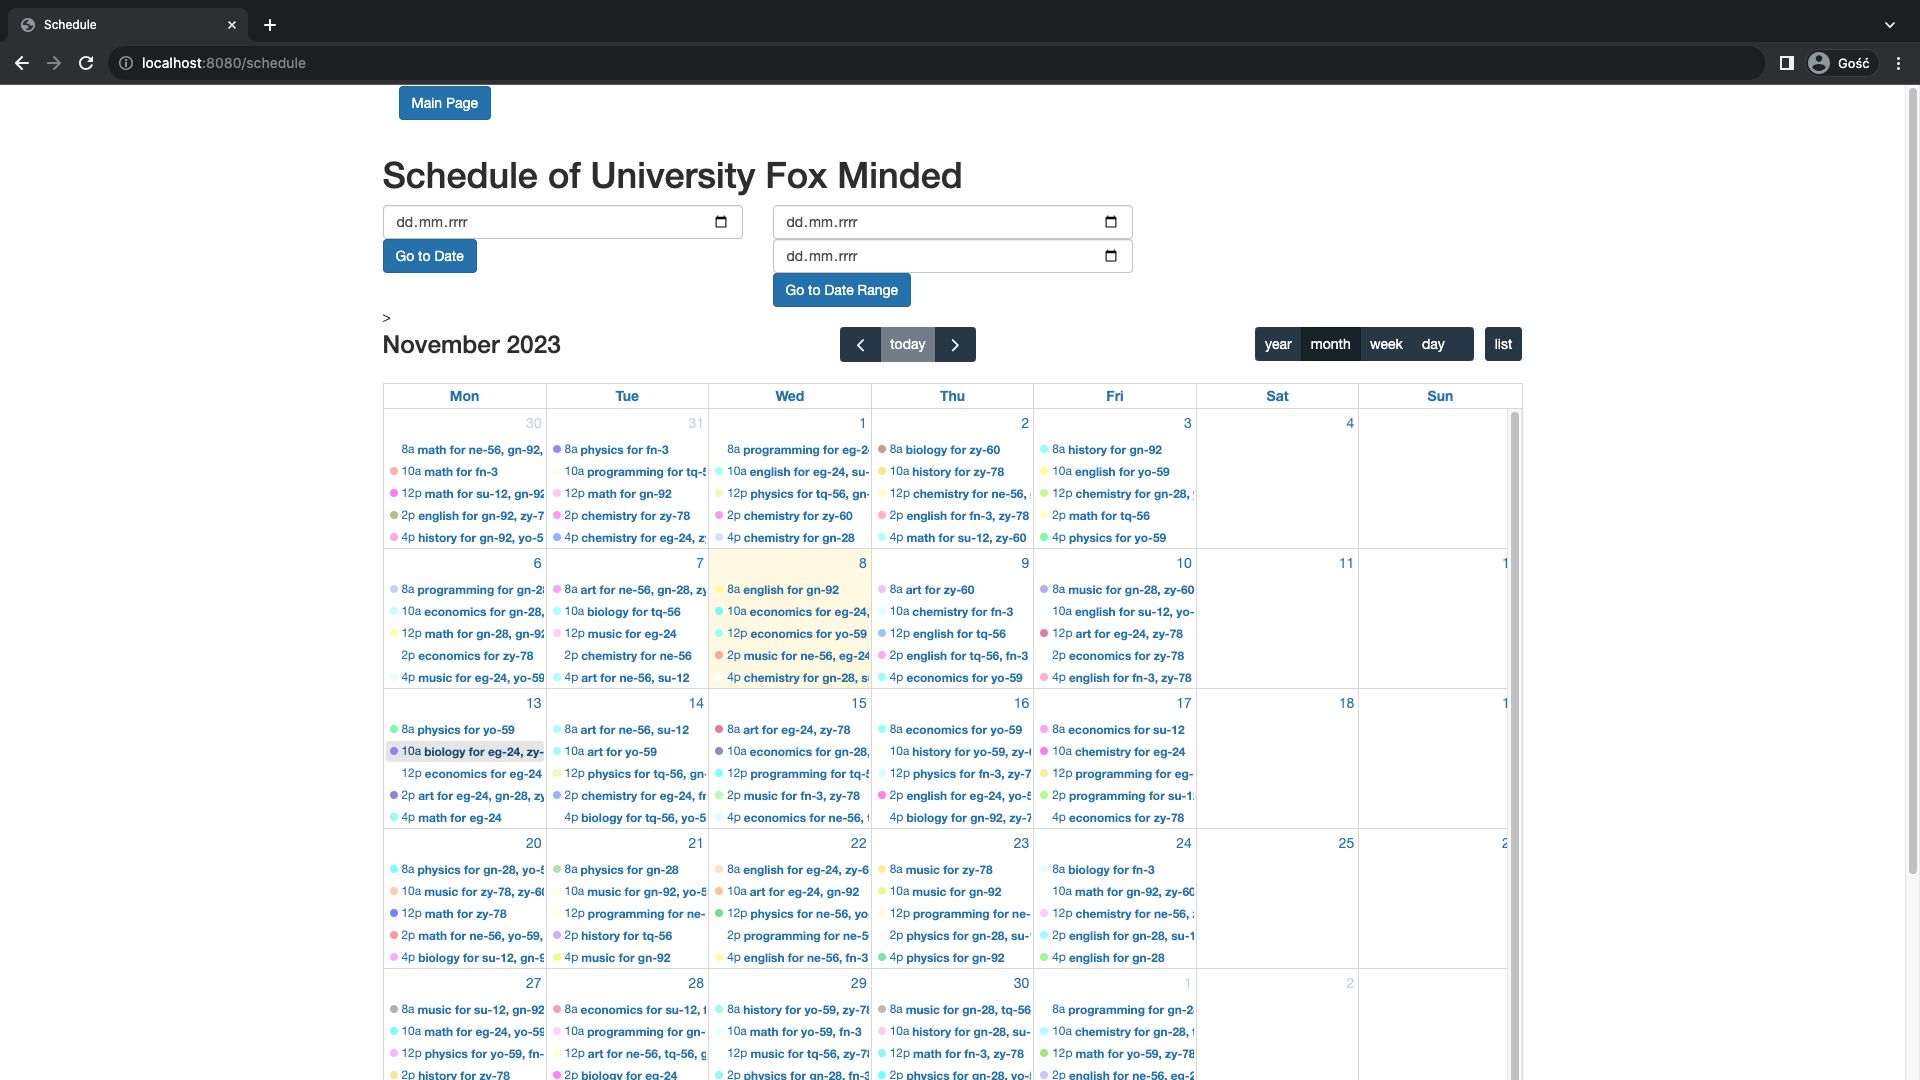 Schedule
localhost:8080/schedule
Gość
Main Page
Schedule of University Fox Minded
dd.mm.rrrr
dd.mm.rrrr
Go to Date
dd.mm.rrrr
Go to Date Range
>
November 2023
today
year month week day list
Mon Tue Wed Thu Fri Sat Sun
30 31 1 2 3 4
8a math for ne-56, gn-92, 8a physics for fn-3 8a programming for eg-2 8a biology for zy-60 8a history for gn-92
10a math for fn-3 10a programming for tq-5 10a english for eg-24, su- 10a history for zy-78 10a english for yo-59
12p math for su-12, gn-92 12p math for gn-92 12p physics for tq-56, gn- 12p chemistry for ne-56, 12p chemistry for gn-28,
2p english for gn-92, zy-7 2p chemistry for zy-78 2p chemistry for zy-60 2p english for fn-3, zy-78 2p math for tq-56
4p history for gn-92, yo-5 4p chemistry for eg-24, z 4p chemistry for gn-28 4p math for su-12, zy-60 4p physics for yo-59
6 7 8 9 10 11 1
8a programming for gn-2 8a art for ne-56, gn-28, zy 8a english for gn-92 8a art for zy-60 8a music for gn-28, zy-60
10a economics for gn-28, 10a biology for tq-56 10a economics for eg-24, 10a chemistry for fn-3 10a english for su-12, yo-
12p math for gn-28, gn-92 12p music for eg-24 12p economics for yo-59 12p english for tq-56 12p art for eg-24, zy-78
2p economics for zy-78 2p chemistry for ne-56 2p music for ne-56, eg-24 2p english for tq-56, fn-3 2p economics for zy-78
4p music for eg-24, yo-59 4p art for ne-56, su-12 4p chemistry for gn-28, s 4p economics for yo-59 4p english for fn-3, zy-78
13 14 15 16 17 18 1
8a physics for yo-59 8a art for ne-56, su-12 8a art for eg-24, zy-78 8a economics for yo-59 8a economics for su-12
10a biology for eg-24, zy- 10a art for yo-59 10a economics for gn-28, 10a history for yo-59, zy- 10a chemistry for eg-24
12p economics for eg-24 12p physics for tq-56, gn- 12p programming for tq-5 12p physics for fn-3, zy-7 12p programming for eg-
2p art for eg-24, gn-28, zy 2p chemistry for eg-24, f 2p music for fn-3, zy-78 2p english for eg-24, yo-5 2p programming for su-1
4p math for eg-24 4p biology for tq-56, yo-5 4p economics for ne-56, 4p biology for gn-92, zy-7 4p economics for zy-78
20 21 22 23 24 25 2
8a physics for gn-28, yo-5 8a physics for gn-28 8a english for eg-24, zy-6 8a music for zy-78 8a biology for fn-3
10a music for zy-78, zy-60 10a music for gn-92, yo-5 10a art for eg-24, gn-92 10a music for gn-92 10a math for gn-92, zy-60
12p math for zy-78 12p programming for ne- 12p physics for ne-56, yo 12p programming for ne- 12p chemistry for ne-56,
2p math for ne-56, yo-59, 2p history for tq-56 2p programming for ne-5 2p physics for gn-28, su- 2p english for gn-28, su-1
4p biology for su-12, gn-9 4p music for gn-92 4p english for ne-56, fn-3 4p physics for gn-92 4p english for gn-28
27 28 29 30 1 2
8a music for su-12, gn-92 8a economics for su-12, 8a history for yo-59, zy-78 8a music for gn-28, tq-56 8a programming for gn-2
10a math for eg-24, yo-59 10a programming for gn- 10a math for yo-59, fn-3 10a history for gn-28, su- 10a chemistry for gn-28,
12p physics for yo-59, fn- 12p art for ne-56, tq-56, g 12p music for tq-56, zy-78 12p math for fn-3, zy-78 12p math for yo-59, zy-78
2p history for zy-78 2p biology for eg-24 2p physics for gn-28, fn-3 2p physics for gn-28, yo- 2p english for ne-56, eg-2